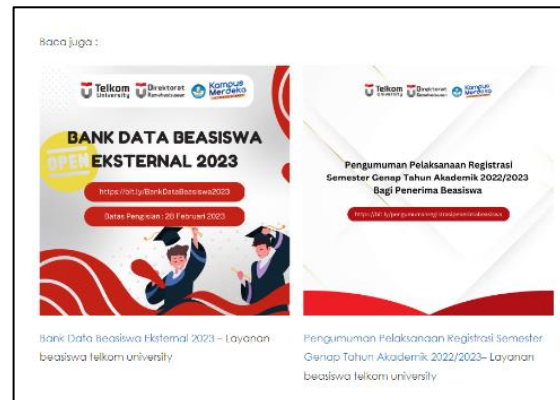 Baca juga :
Telkom University Direktorat Kemahasiswaan Kampus Merdeka
BANK DATA BEASISWA
OPEN EKSTERNAL 2023
https://bit.ly/BankDataBeasiswa2023
Batas Pengisian : 28 Februari 2023
Bank Data Beasiswa Eksternal 2023 – Layanan
beasiswa telkom university
Telkom University Direktorat Kemahasiswaan Kampus Merdeka
Pengumuman Pelaksanaan Registrasi
Semester Genap Tahun Akademik 2022/2023
Bagi Penerima Beasiswa
Pengumuman Pelaksanaan Registrasi Semester
Genap Tahun Akademik 2022/2023– Layanan
beasiswa telkom university